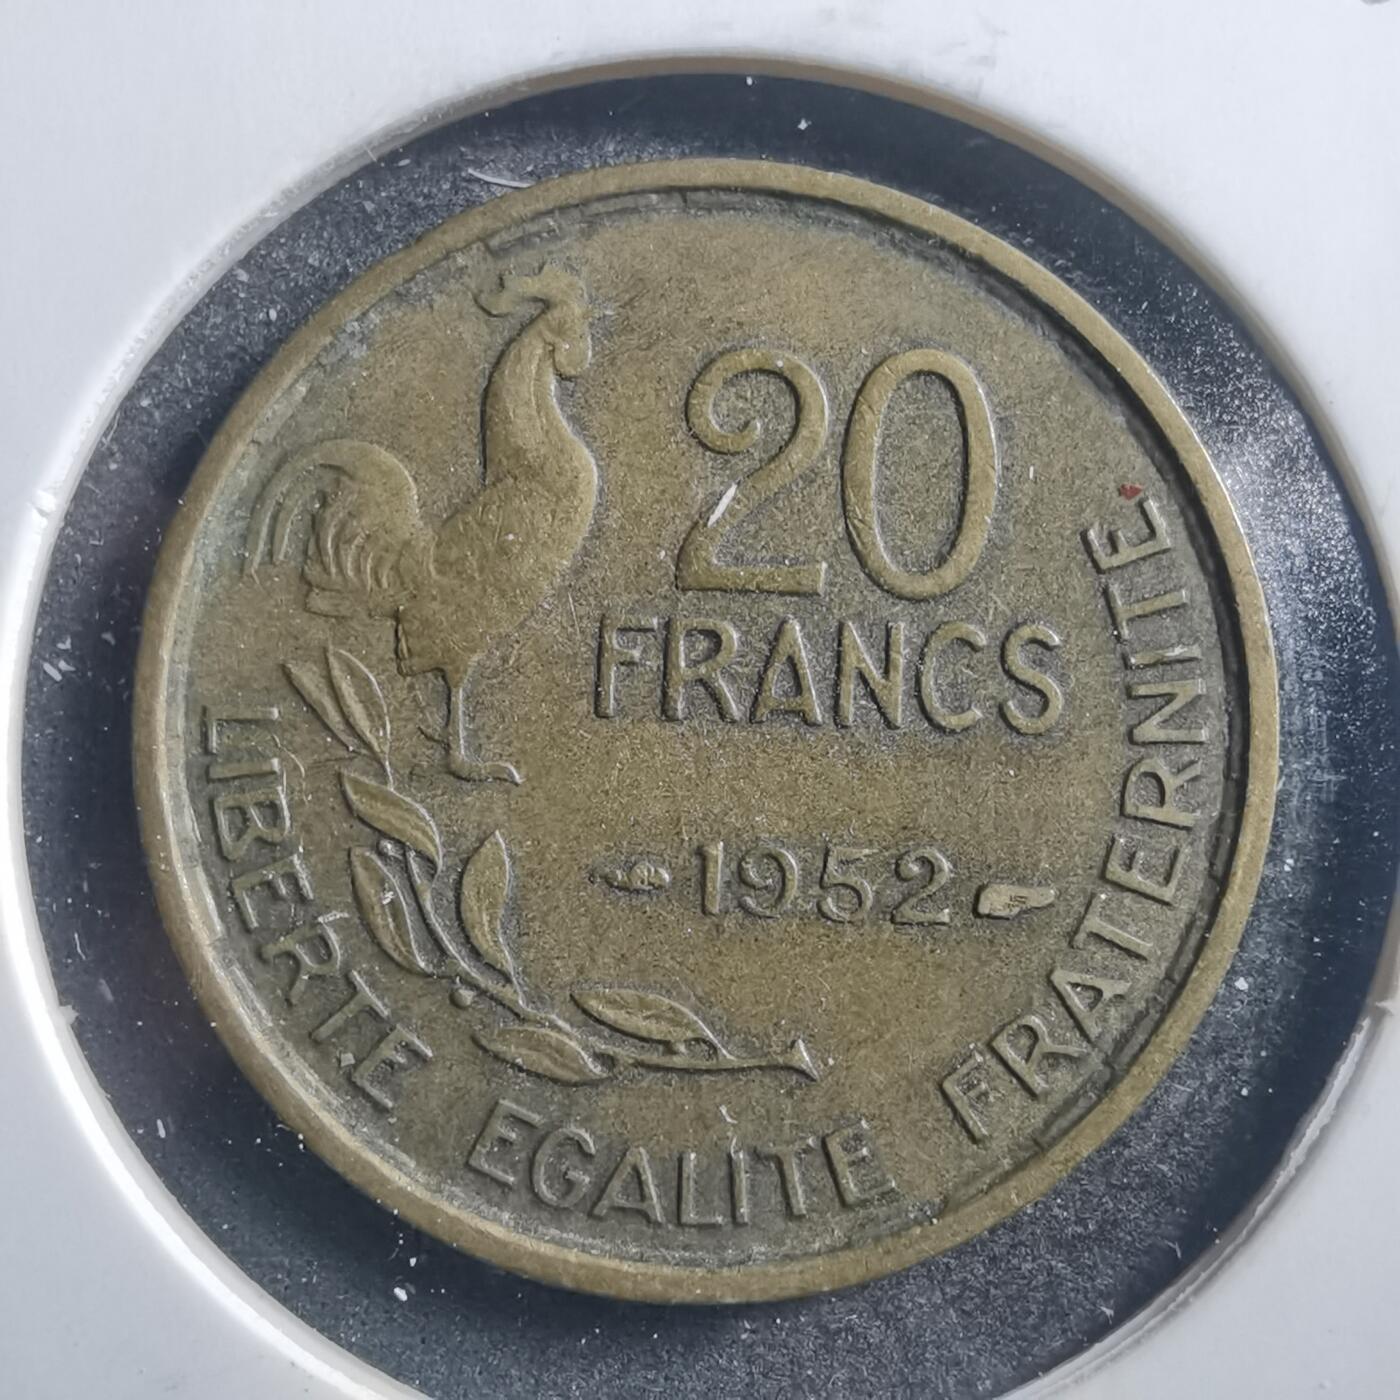 20
FRANCS
1952
LIBERTE EGALITE FRATERNITE